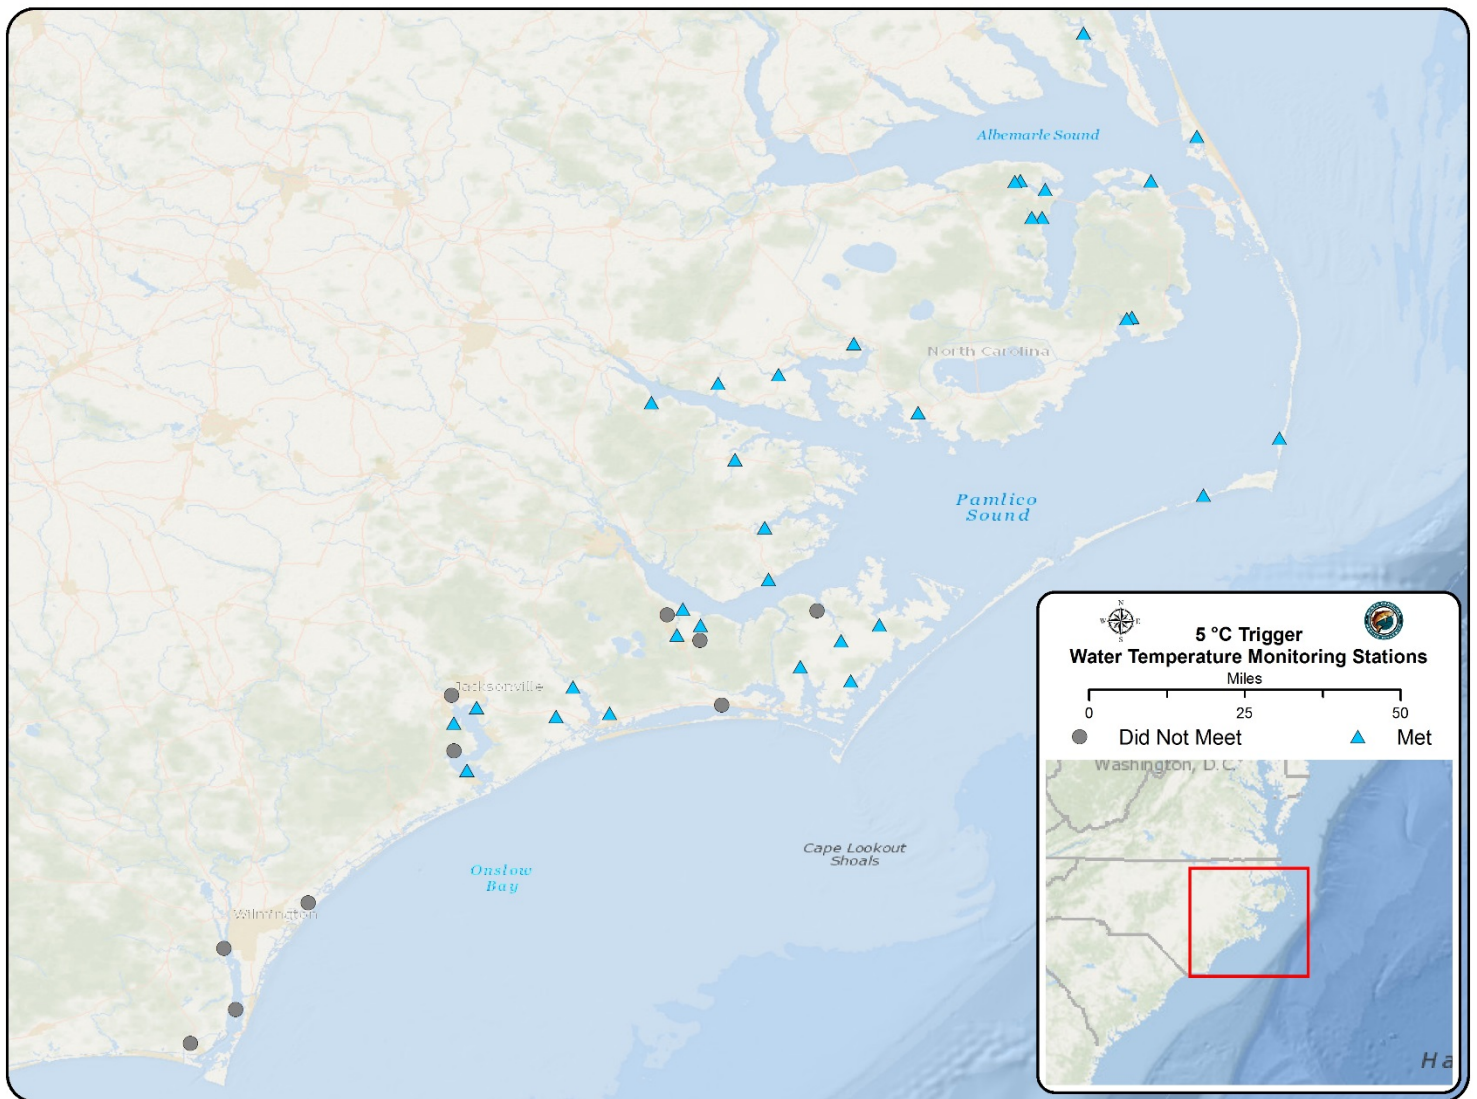 Albemarle Sound
North Carolina
Pamlico
Sound
Jacksonville
Cape Lookout
Shoals
Onslow
Bay
Wilmington
N
W E
S
5 °C Trigger
Water Temperature Monitoring Stations
Miles
0 25 50
Did Not Meet Met
Washington, D.C.
Ha